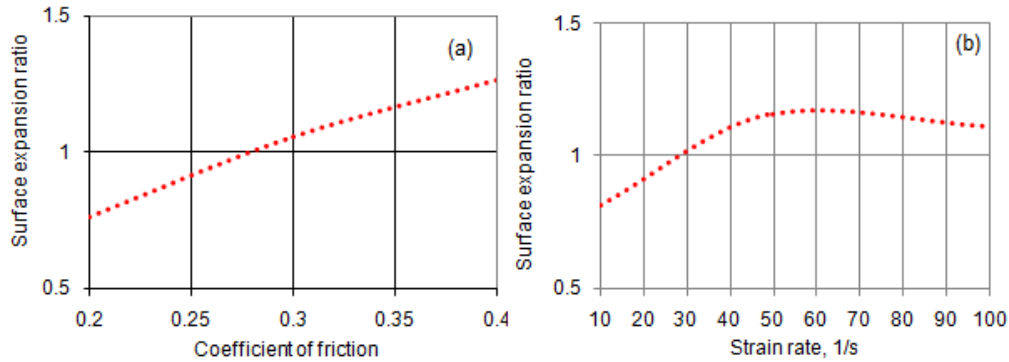 Surface expansion ratio
1.5
1
0.5
(a)
0.2 0.25 0.3 0.35 0.4
Coefficient of friction
Surface expansion ratio
1.5
1
0.5
(b)
10 20 30 40 50 60 70 80 90 100
Strain rate, 1/s